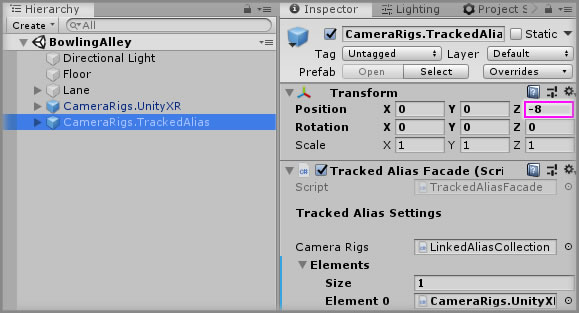 Hierarchy
Create
All
BowlingAlley
Directional Light
Floor
Lane
CameraRigs.UnityXR
CameraRigs.TrackedAlias
Inspector Lighting Project S
CameraRigs.TrackedAlia Static
Tag Untagged Layer Default
Prefab Open Select Overrides
Transform
Position X 0 Y 0 Z -8
Rotation X 0 Y 0 Z 0
Scale X 1 Y 1 Z 1
Tracked Alias Facade (Scri
Script TrackedAliasFacade
Tracked Alias Settings
Camera Rigs LinkedAliasCollection
Elements
Size 1
Element 0 CameraRigs.UnityXR